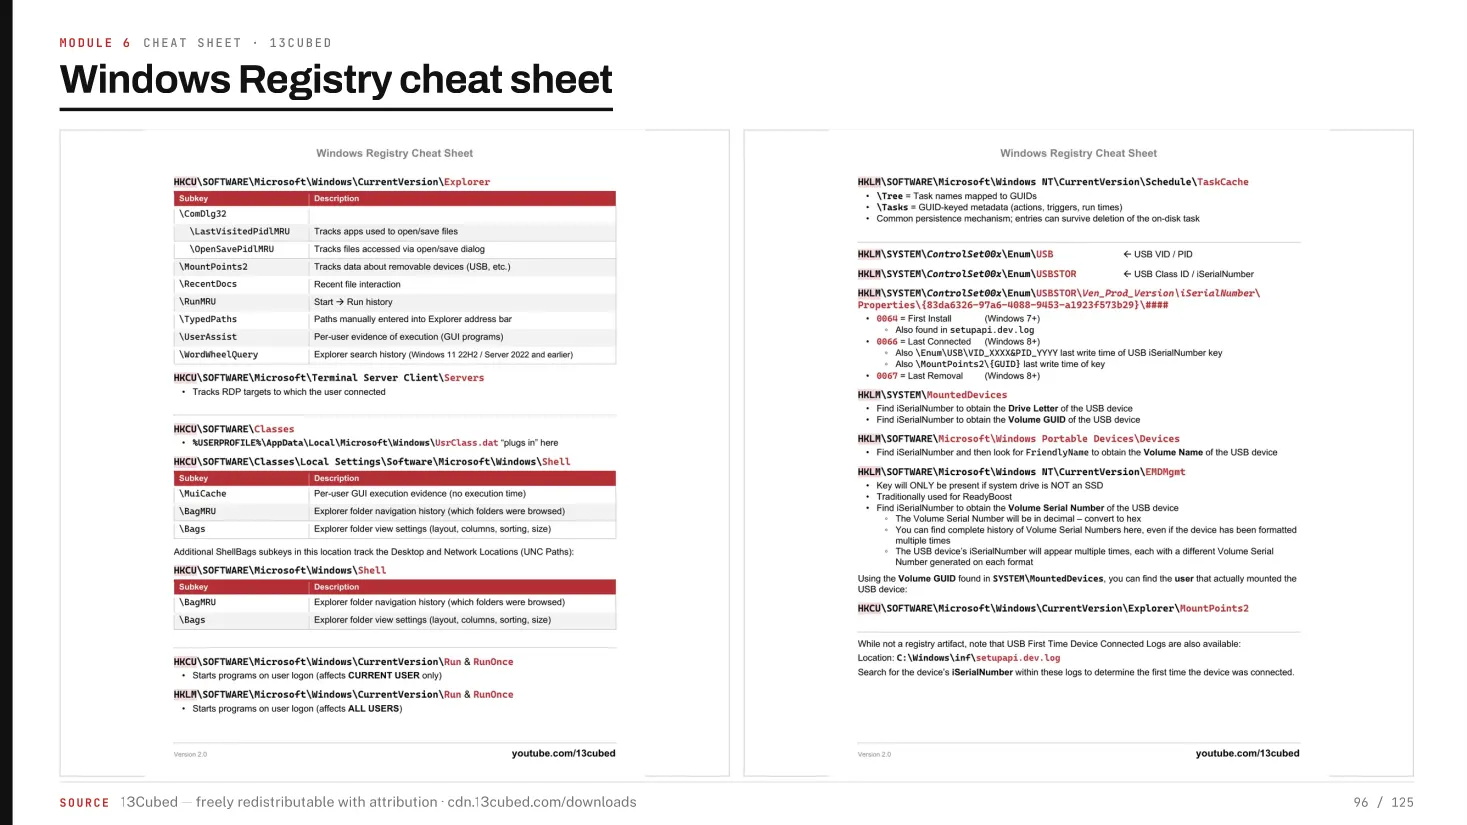 MODULE 6 CHEAT SHEET · 13CUBED
Windows Registry cheat sheet
Windows Registry Cheat Sheet
HKCU\SOFTWARE\Microsoft\Windows\CurrentVersion\Explorer
Subkey Description
\ComDlg32
\LastVisitedPidlMRU Tracks apps used to open/save files
\OpenSavePidlMRU Tracks files accessed via open/save dialog
\MountPoints2 Tracks data about removable devices (USB, etc.)
\RecentDocs Recent file interaction
\RunMRU Start → Run history
\TypedPaths Paths manually entered into Explorer address bar
\UserAssist Per-user evidence of execution (GUI programs)
\WordWheelQuery Explorer search history (Windows 11 22H2 / Server 2022 and earlier)
HKCU\SOFTWARE\Microsoft\Terminal Server Client\Servers
• Tracks RDP targets to which the user connected
HKCU\SOFTWARE\Classes
• %USERPROFILE%\AppData\Local\Microsoft\Windows\UsrClass.dat “plugs in” here
HKCU\SOFTWARE\Classes\Local Settings\Software\Microsoft\Windows\Shell
Subkey Description
\MuiCache Per-user GUI execution evidence (no execution time)
\BagMRU Explorer folder navigation history (which folders were browsed)
\Bags Explorer folder view settings (layout, columns, sorting, size)
Additional ShellBags subkeys in this location track the Desktop and Network Locations (UNC Paths):
HKCU\SOFTWARE\Microsoft\Windows\Shell
Subkey Description
\BagMRU Explorer folder navigation history (which folders were browsed)
\Bags Explorer folder view settings (layout, columns, sorting, size)
HKCU\SOFTWARE\Microsoft\Windows\CurrentVersion\Run & RunOnce
• Starts programs on user logon (affects CURRENT USER only)
HKLM\SOFTWARE\Microsoft\Windows\CurrentVersion\Run & RunOnce
• Starts programs on user logon (affects ALL USERS)
Version 2.0 youtube.com/13cubed
Windows Registry Cheat Sheet
HKLM\SOFTWARE\Microsoft\Windows NT\CurrentVersion\Schedule\TaskCache
• \Tree = Task names mapped to GUIDs
• \Tasks = GUID-keyed metadata (actions, triggers, run times)
• Common persistence mechanism; entries can survive deletion of the on-disk task
HKLM\SYSTEM\ControlSet00x\Enum\USB ← USB VID / PID
HKLM\SYSTEM\ControlSet00x\Enum\USBSTOR ← USB Class ID / iSerialNumber
HKLM\SYSTEM\ControlSet00x\Enum\USBSTOR\Ven_Prod_Version\iSerialNumber\
Properties\{83da6326-97a6-4088-9453-a1923f573b29}\####
• 0064 = First Install (Windows 7+)
◦ Also found in setupapi.dev.log
• 0066 = Last Connected (Windows 8+)
◦ Also \Enum\USB\VID_XXXX&PID_YYYY last write time of USB iSerialNumber key
◦ Also \MountPoints2\{GUID} last write time of key
• 0067 = Last Removal (Windows 8+)
HKLM\SYSTEM\MountedDevices
• Find iSerialNumber to obtain the Drive Letter of the USB device
• Find iSerialNumber to obtain the Volume GUID of the USB device
HKLM\SOFTWARE\Microsoft\Windows Portable Devices\Devices
• Find iSerialNumber and then look for FriendlyName to obtain the Volume Name of the USB device
HKLM\SOFTWARE\Microsoft\Windows NT\CurrentVersion\EMDMgmt
• Key will ONLY be present if system drive is NOT an SSD
• Traditionally used for ReadyBoost
• Find iSerialNumber to obtain the Volume Serial Number of the USB device
◦ The Volume Serial Number will be in decimal – convert to hex
◦ You can find complete history of Volume Serial Numbers here, even if the device has been formatted
multiple times
◦ The USB device's iSerialNumber will appear multiple times, each with a different Volume Serial
Number generated on each format
Using the Volume GUID found in SYSTEM\MountedDevices, you can find the user that actually mounted the
USB device:
HKCU\SOFTWARE\Microsoft\Windows\CurrentVersion\Explorer\MountPoints2
While not a registry artifact, note that USB First Time Device Connected Logs are also available:
Location: C:\Windows\inf\setupapi.dev.log
Search for the device's iSerialNumber within these logs to determine the first time the device was connected.
Version 2.0 youtube.com/13cubed
SOURCE 13Cubed — freely redistributable with attribution · cdn.13cubed.com/downloads
96 / 125